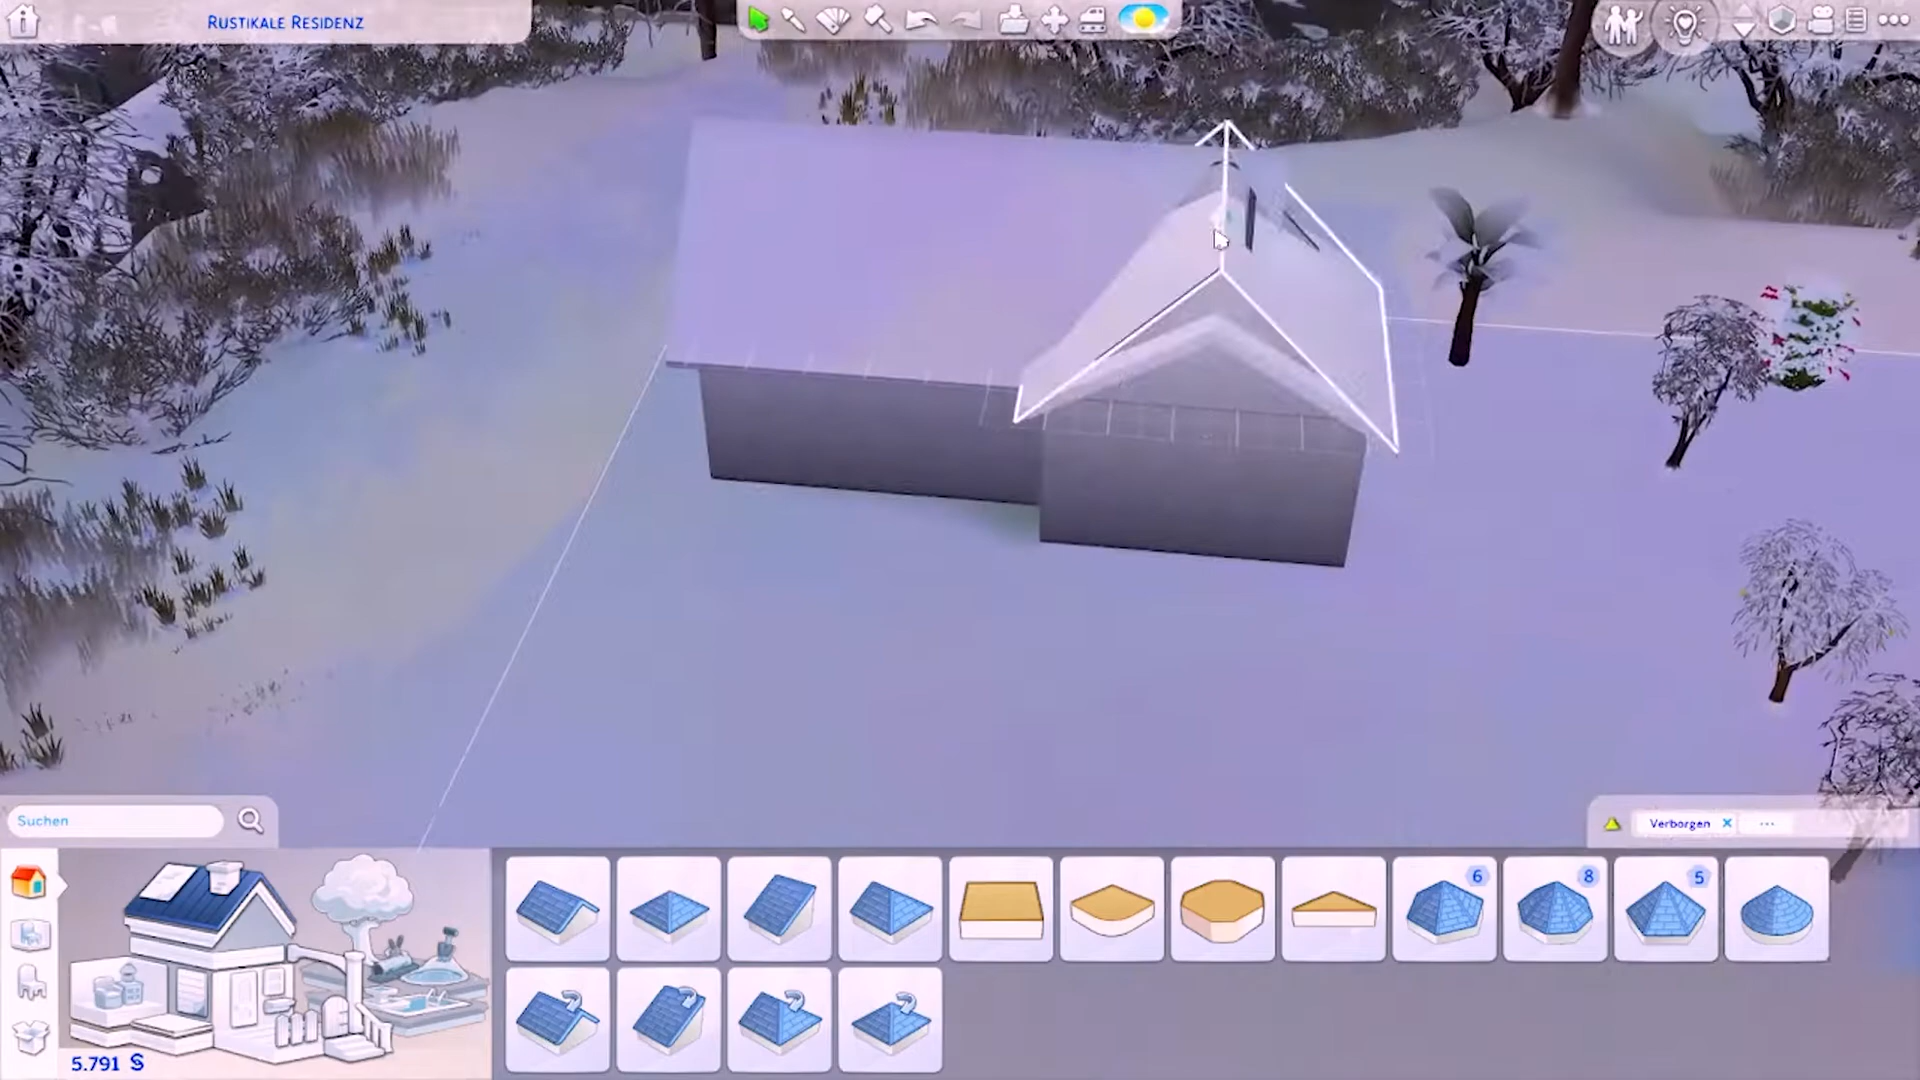 Rustikale Residenz
Suchen
Verborgen
6
8
5
5.791 $